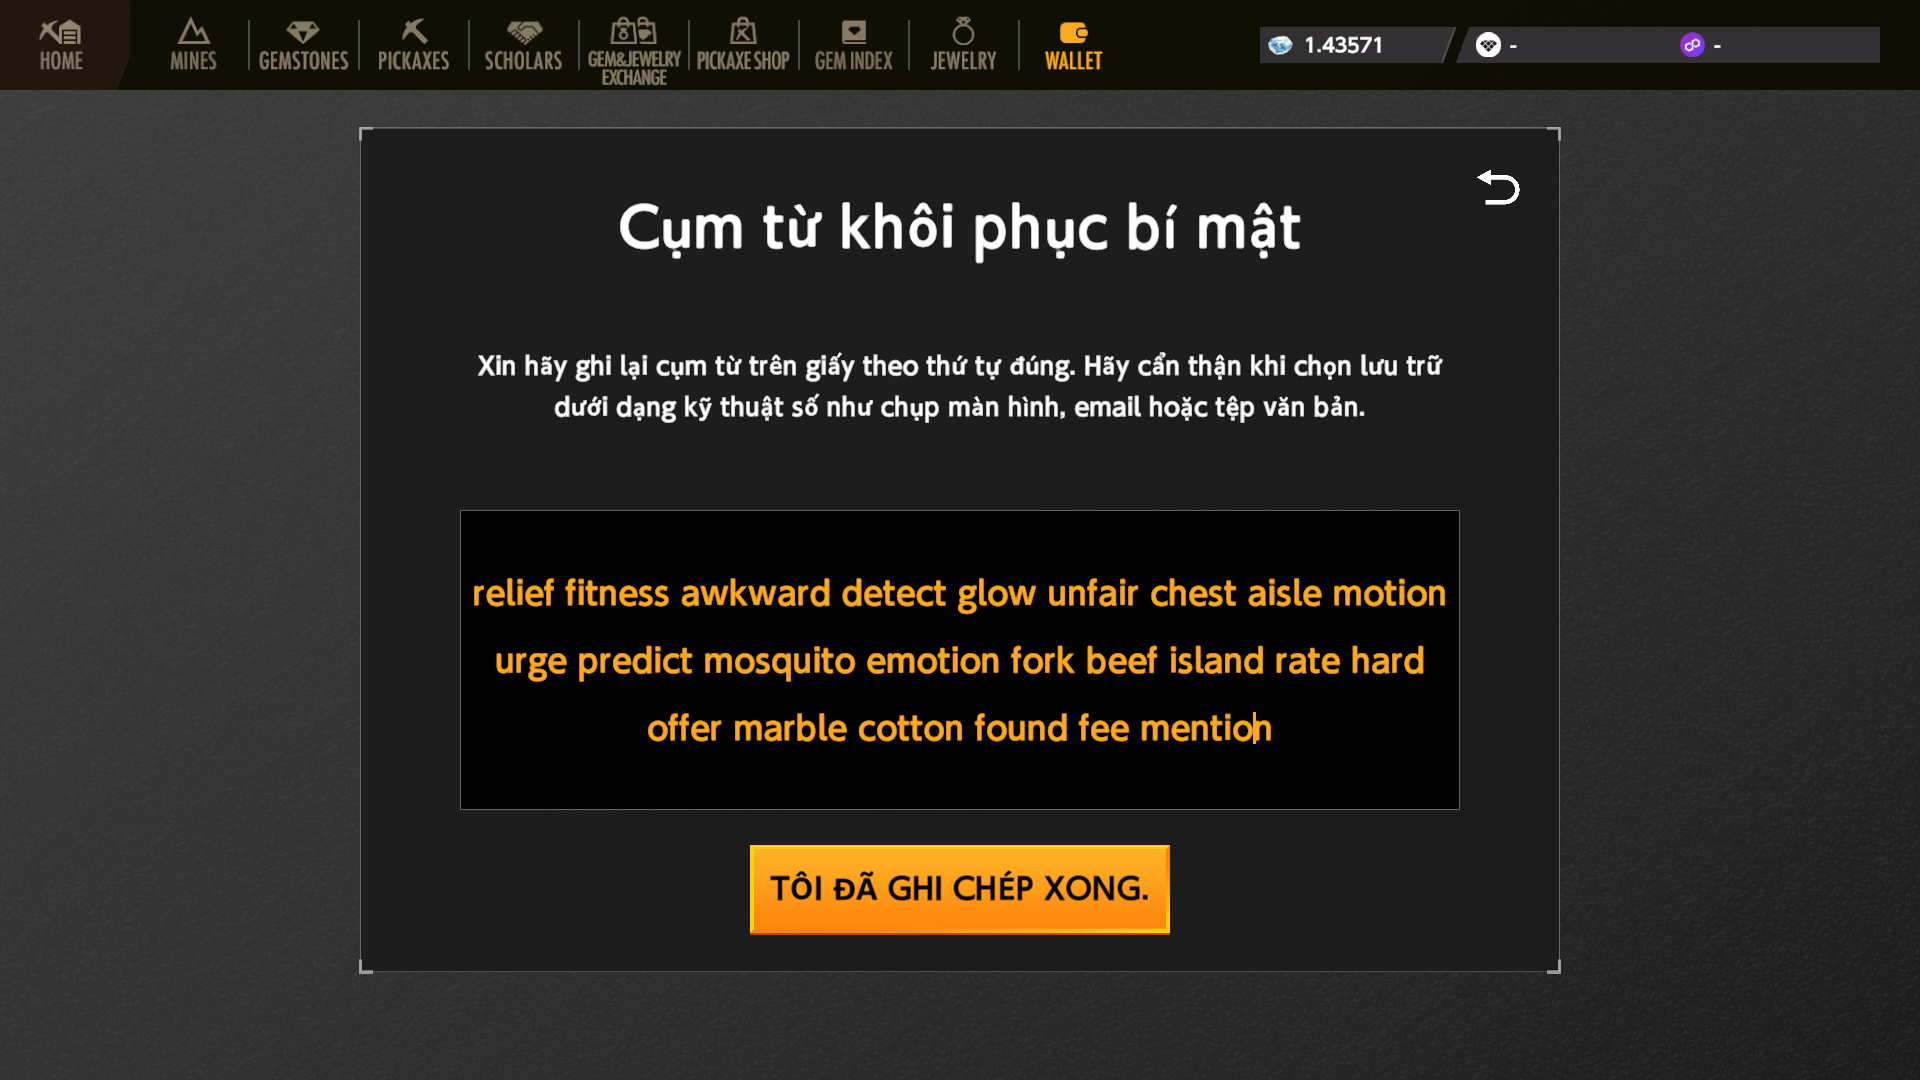 HOME
MINES
GEMSTONES
PICKAXES
SCHOLARS
GEM&JEWELRY
EXCHANGE
PICKAXE SHOP
GEM INDEX
JEWELRY
WALLET
1.43571
-
-
Cụm từ khôi phục bí mật
Xin hãy ghi lại cụm từ trên giấy theo thứ tự đúng. Hãy cẩn thận khi chọn lưu trữ
dưới dạng kỹ thuật số như chụp màn hình, email hoặc tệp văn bản.
relief fitness awkward detect glow unfair chest aisle motion
urge predict mosquito emotion fork beef island rate hard
offer marble cotton found fee mention
TÔI ĐÃ GHI CHÉP XONG.